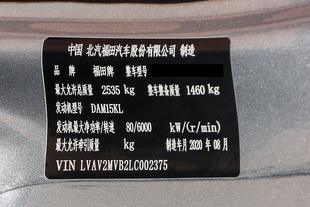 中国 北汽福田汽车股份有限公司 制造
品 牌 福田牌 整车型号
最大允许总质量 2535 kg 整车整备质量 1460 kg
发动机型号 DAM15KL
发动机最大净功率/转速 80/6000 kW/(r/min)
最大允许牵引质量 kg 制造年月 2020 年 08 月
VIN LVAV2MVB2LC002375